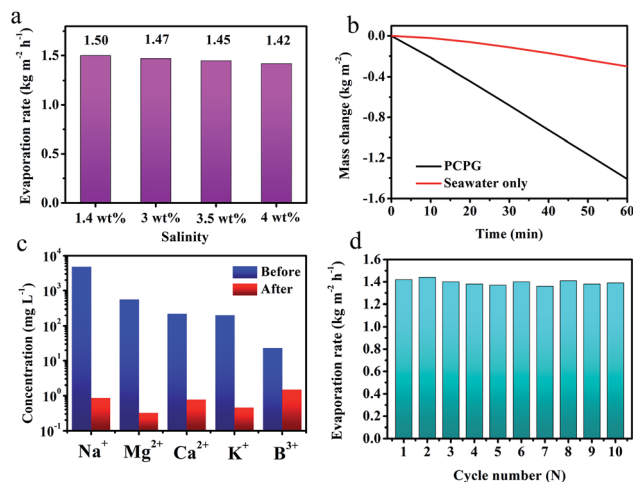 a
Evaporation rate (kg m⁻² h⁻¹)
2.0
1.5
1.0
0.5
0.0
1.50 1.47 1.45 1.42
1.4 wt% 3 wt% 3.5 wt% 4 wt%
Salinity
b
Mass change (kg m⁻²)
0.0
-0.4
-0.8
-1.2
-1.6
PCPG
Seawater only
0 10 20 30 40 50 60
Time (min)
c
Concentration (mg L⁻¹)
10⁴
10³
10²
10¹
10⁰
10⁻¹
Before
After
Na⁺ Mg²⁺ Ca²⁺ K⁺ B³⁺
d
Evaporation rate (kg m⁻² h⁻¹)
1.6
1.4
1.2
1.0
0.8
0.6
0.4
0.2
0.0
1 2 3 4 5 6 7 8 9 10
Cycle number (N)